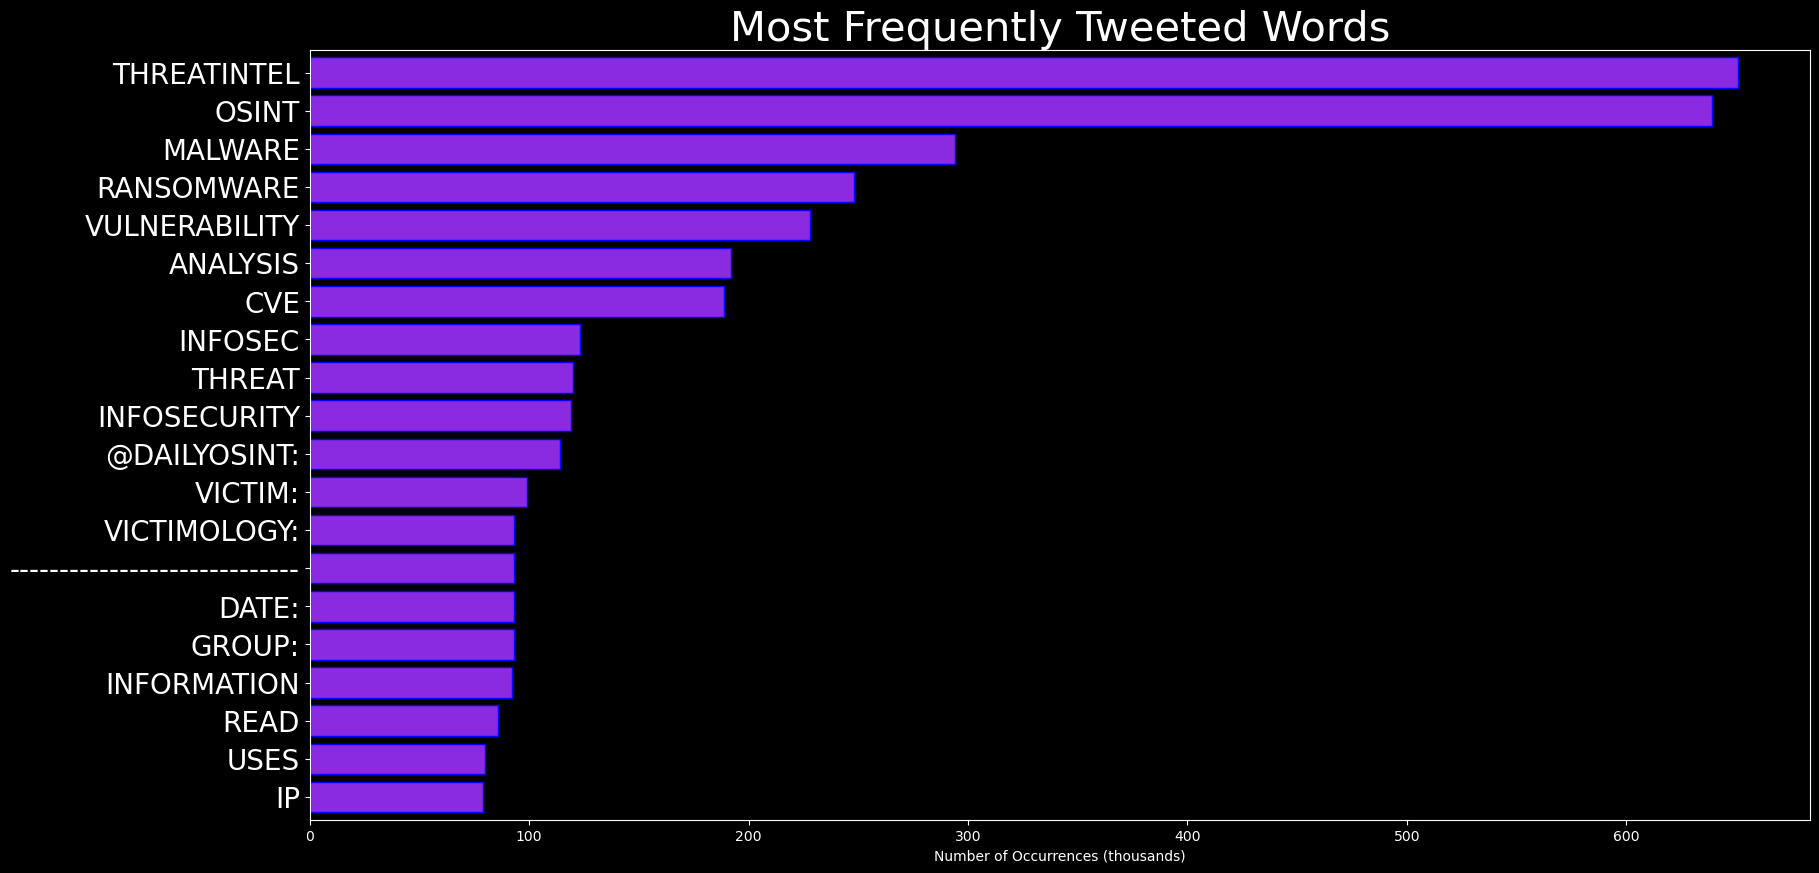 Most Frequently Tweeted Words
THREATINTEL
OSINT
MALWARE
RANSOMWARE
VULNERABILITY
ANALYSIS
CVE
INFOSEC
THREAT
INFOSECURITY
@DAILYOSINT:
VICTIM:
VICTIMOLOGY:
-----------------------------
DATE:
GROUP:
INFORMATION
READ
USES
IP
0 100 200 300 400 500 600
Number of Occurrences (thousands)